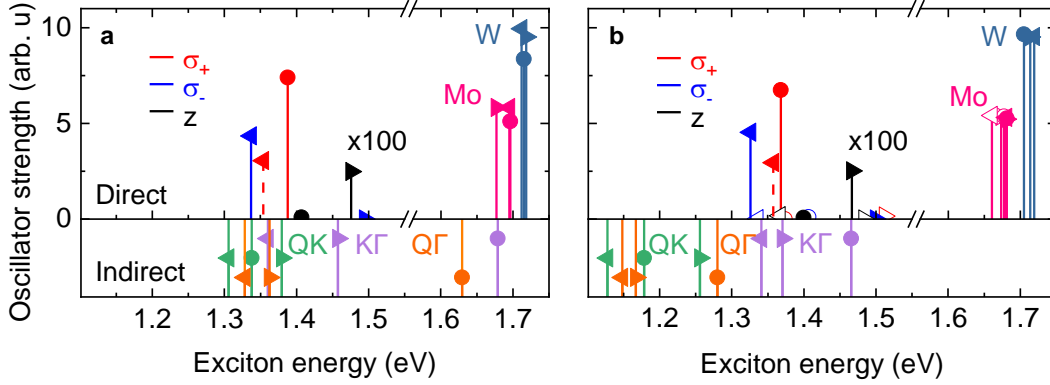 Oscillator strength (arb. u)
10
5
0
a
σ+
σ-
z
x100
W
Mo
Direct
Indirect
QK
KΓ
QΓ
1.2 1.3 1.4 1.5 1.6 1.7
Exciton energy (eV)
b
σ+
σ-
z
x100
W
Mo
QK
QΓ
KΓ
1.2 1.3 1.4 1.5 1.6 1.7
Exciton energy (eV)